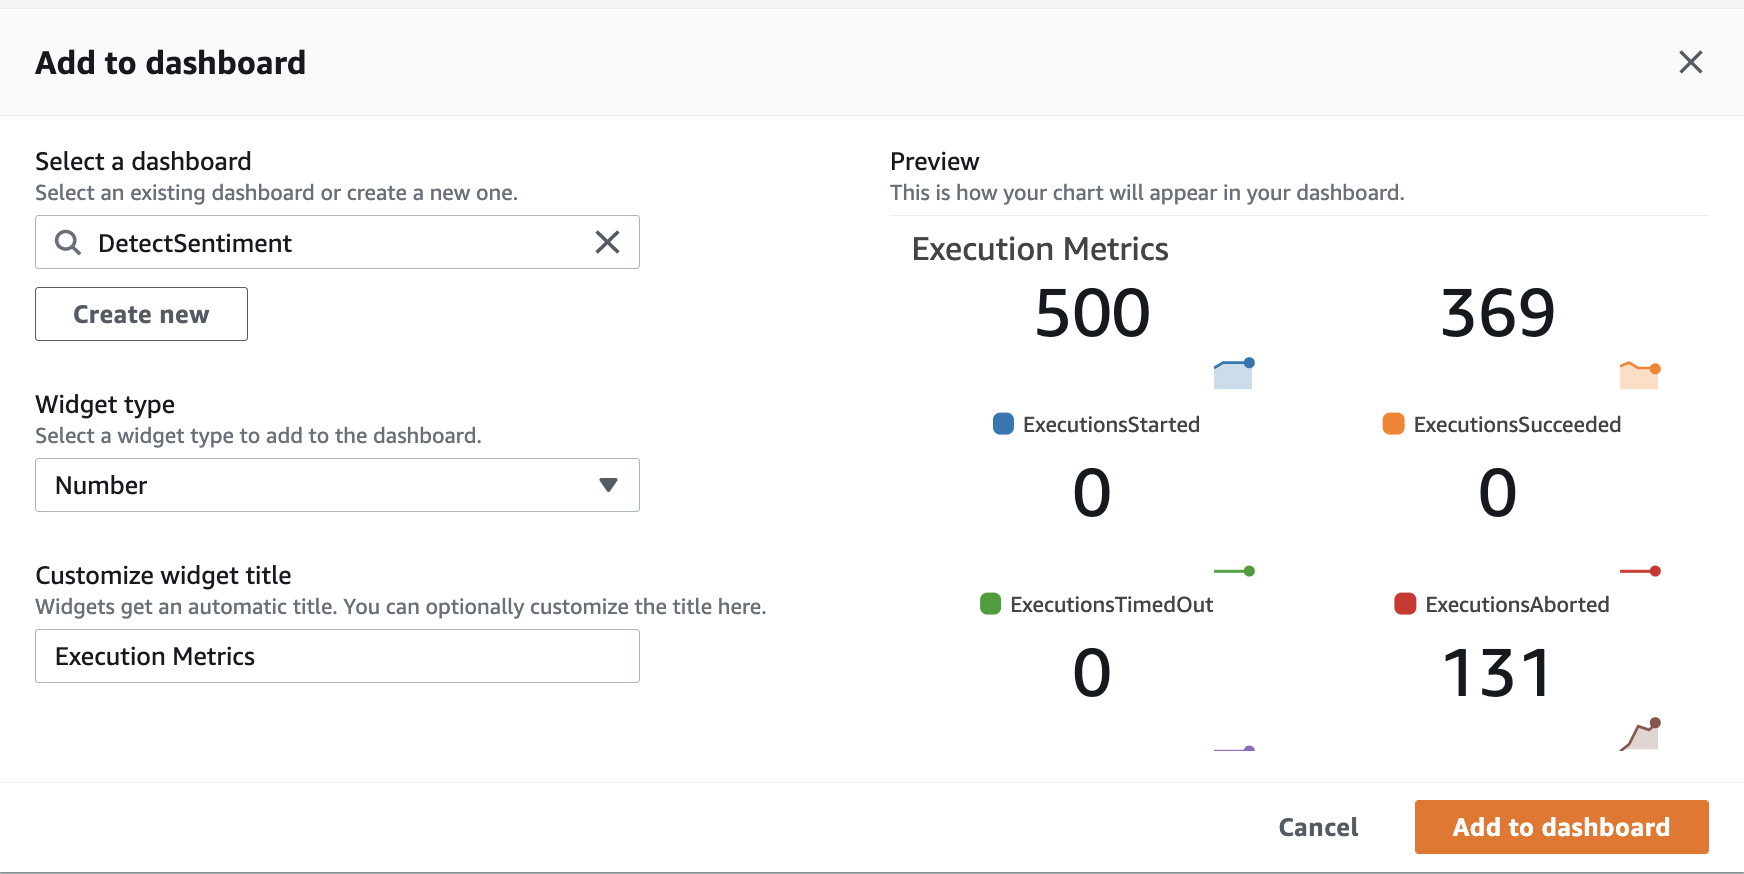 Add to dashboard
Select a dashboard
Select an existing dashboard or create a new one.
DetectSentiment
Create new
Widget type
Select a widget type to add to the dashboard.
Number
Customize widget title
Widgets get an automatic title. You can optionally customize the title here.
Execution Metrics
Preview
This is how your chart will appear in your dashboard.
Execution Metrics
500
369
ExecutionsStarted
ExecutionsSucceeded
0
0
ExecutionsTimedOut
ExecutionsAborted
0
131
Cancel
Add to dashboard